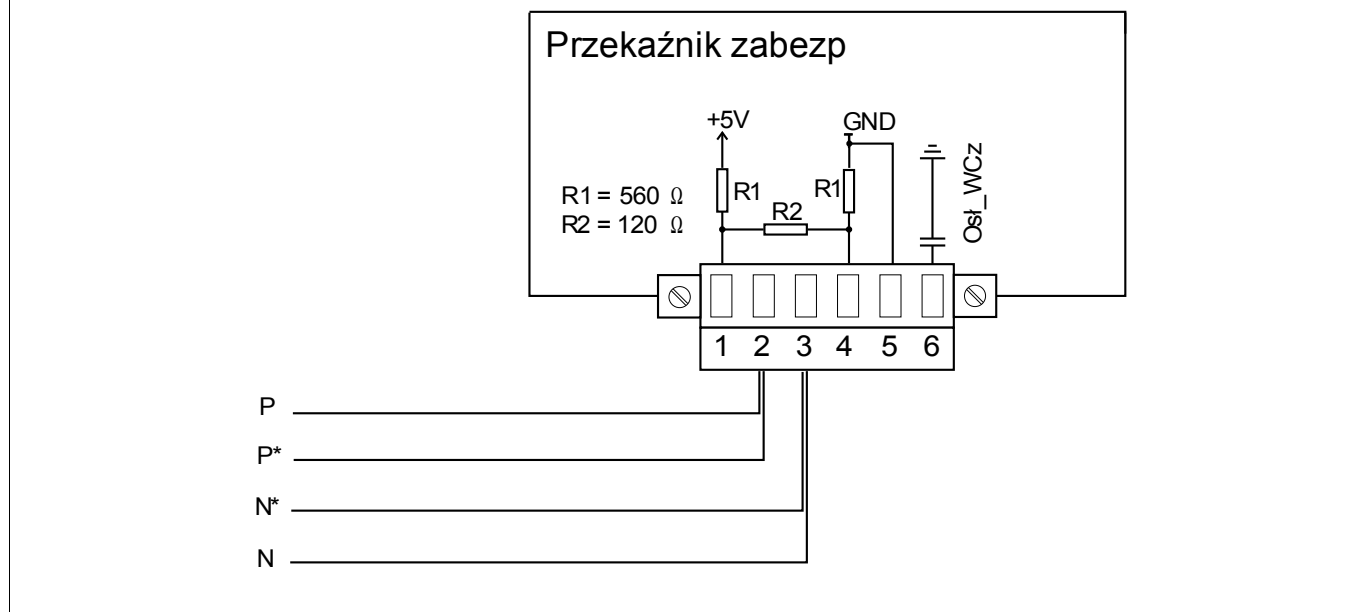 Przekaźnik zabezp
+5V
GND
R1 = 560 Ω
R2 = 120 Ω
R1
R2
R1
Osł_WCz
1 2 3 4 5 6
P
P*
N*
N